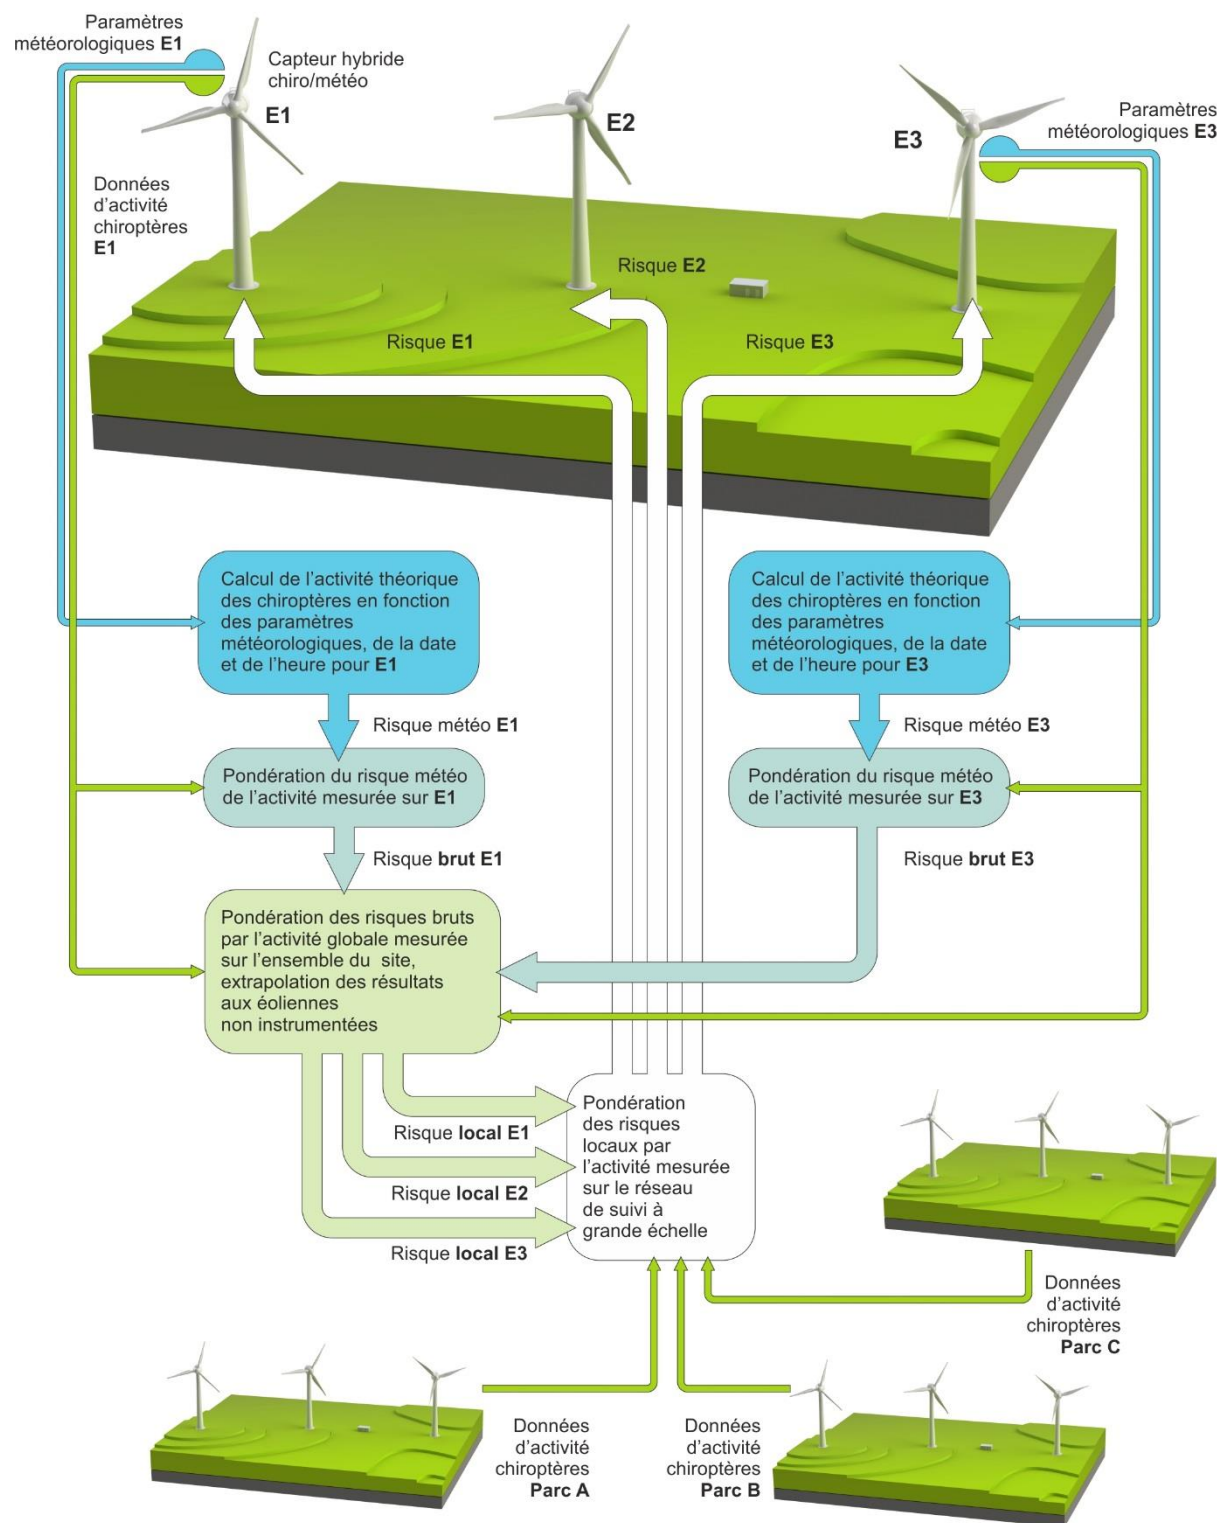 Paramètres
météorologiques E1
Capteur hybride
chiro/météo
E1
E2
E3
Paramètres
météorologiques E3
Données
d’activité
chiroptères
E1
Risque E2
Risque E1
Risque E3
Calcul de l’activité théorique
des chiroptères en fonction
des paramètres
météorologiques, de la date
et de l’heure pour E1
Calcul de l’activité théorique
des chiroptères en fonction
des paramètres
météorologiques, de la date
et de l’heure pour E3
Risque météo E1
Risque météo E3
Pondération du risque météo
de l’activité mesurée sur E1
Pondération du risque météo
de l’activité mesurée sur E3
Risque brut E1
Risque brut E3
Pondération des risques bruts
par l’activité globale mesurée
sur l’ensemble du site,
extrapolation des résultats
aux éoliennes
non instrumentées
Risque local E1
Risque local E2
Risque local E3
Pondération
des risques
locaux par
l’activité mesurée
sur le réseau
de suivi à
grande échelle
Données
d’activité
chiroptères
Parc C
Données
d’activité
chiroptères
Parc A
Données
d’activité
chiroptères
Parc B